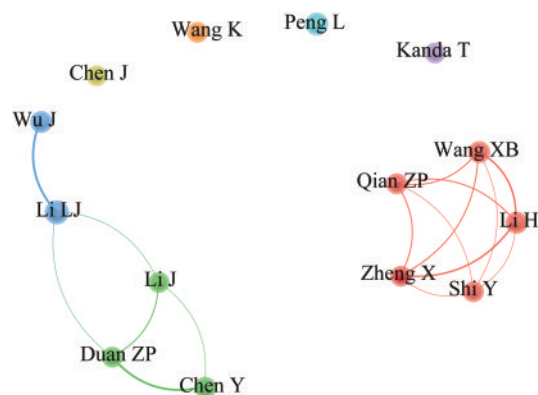 Peng L
Wang K
Kanda T
Chen J
Wu J
Wang XB
Qian ZP
Li LJ
Li H
Zheng X
Li J
Shi Y
Duan ZP
Chen Y